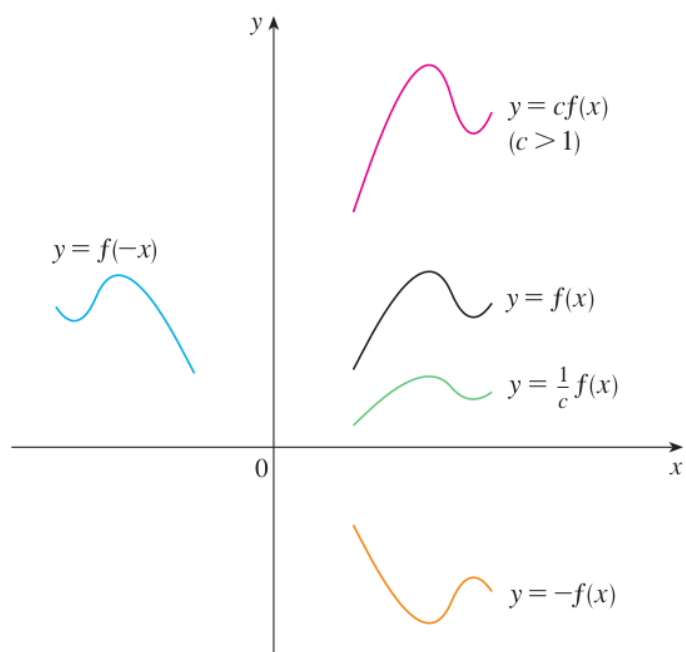 y
y = cf(x)
(c > 1)
y = f(−x)
y = f(x)
y = 1/c f(x)
0
x
y = −f(x)